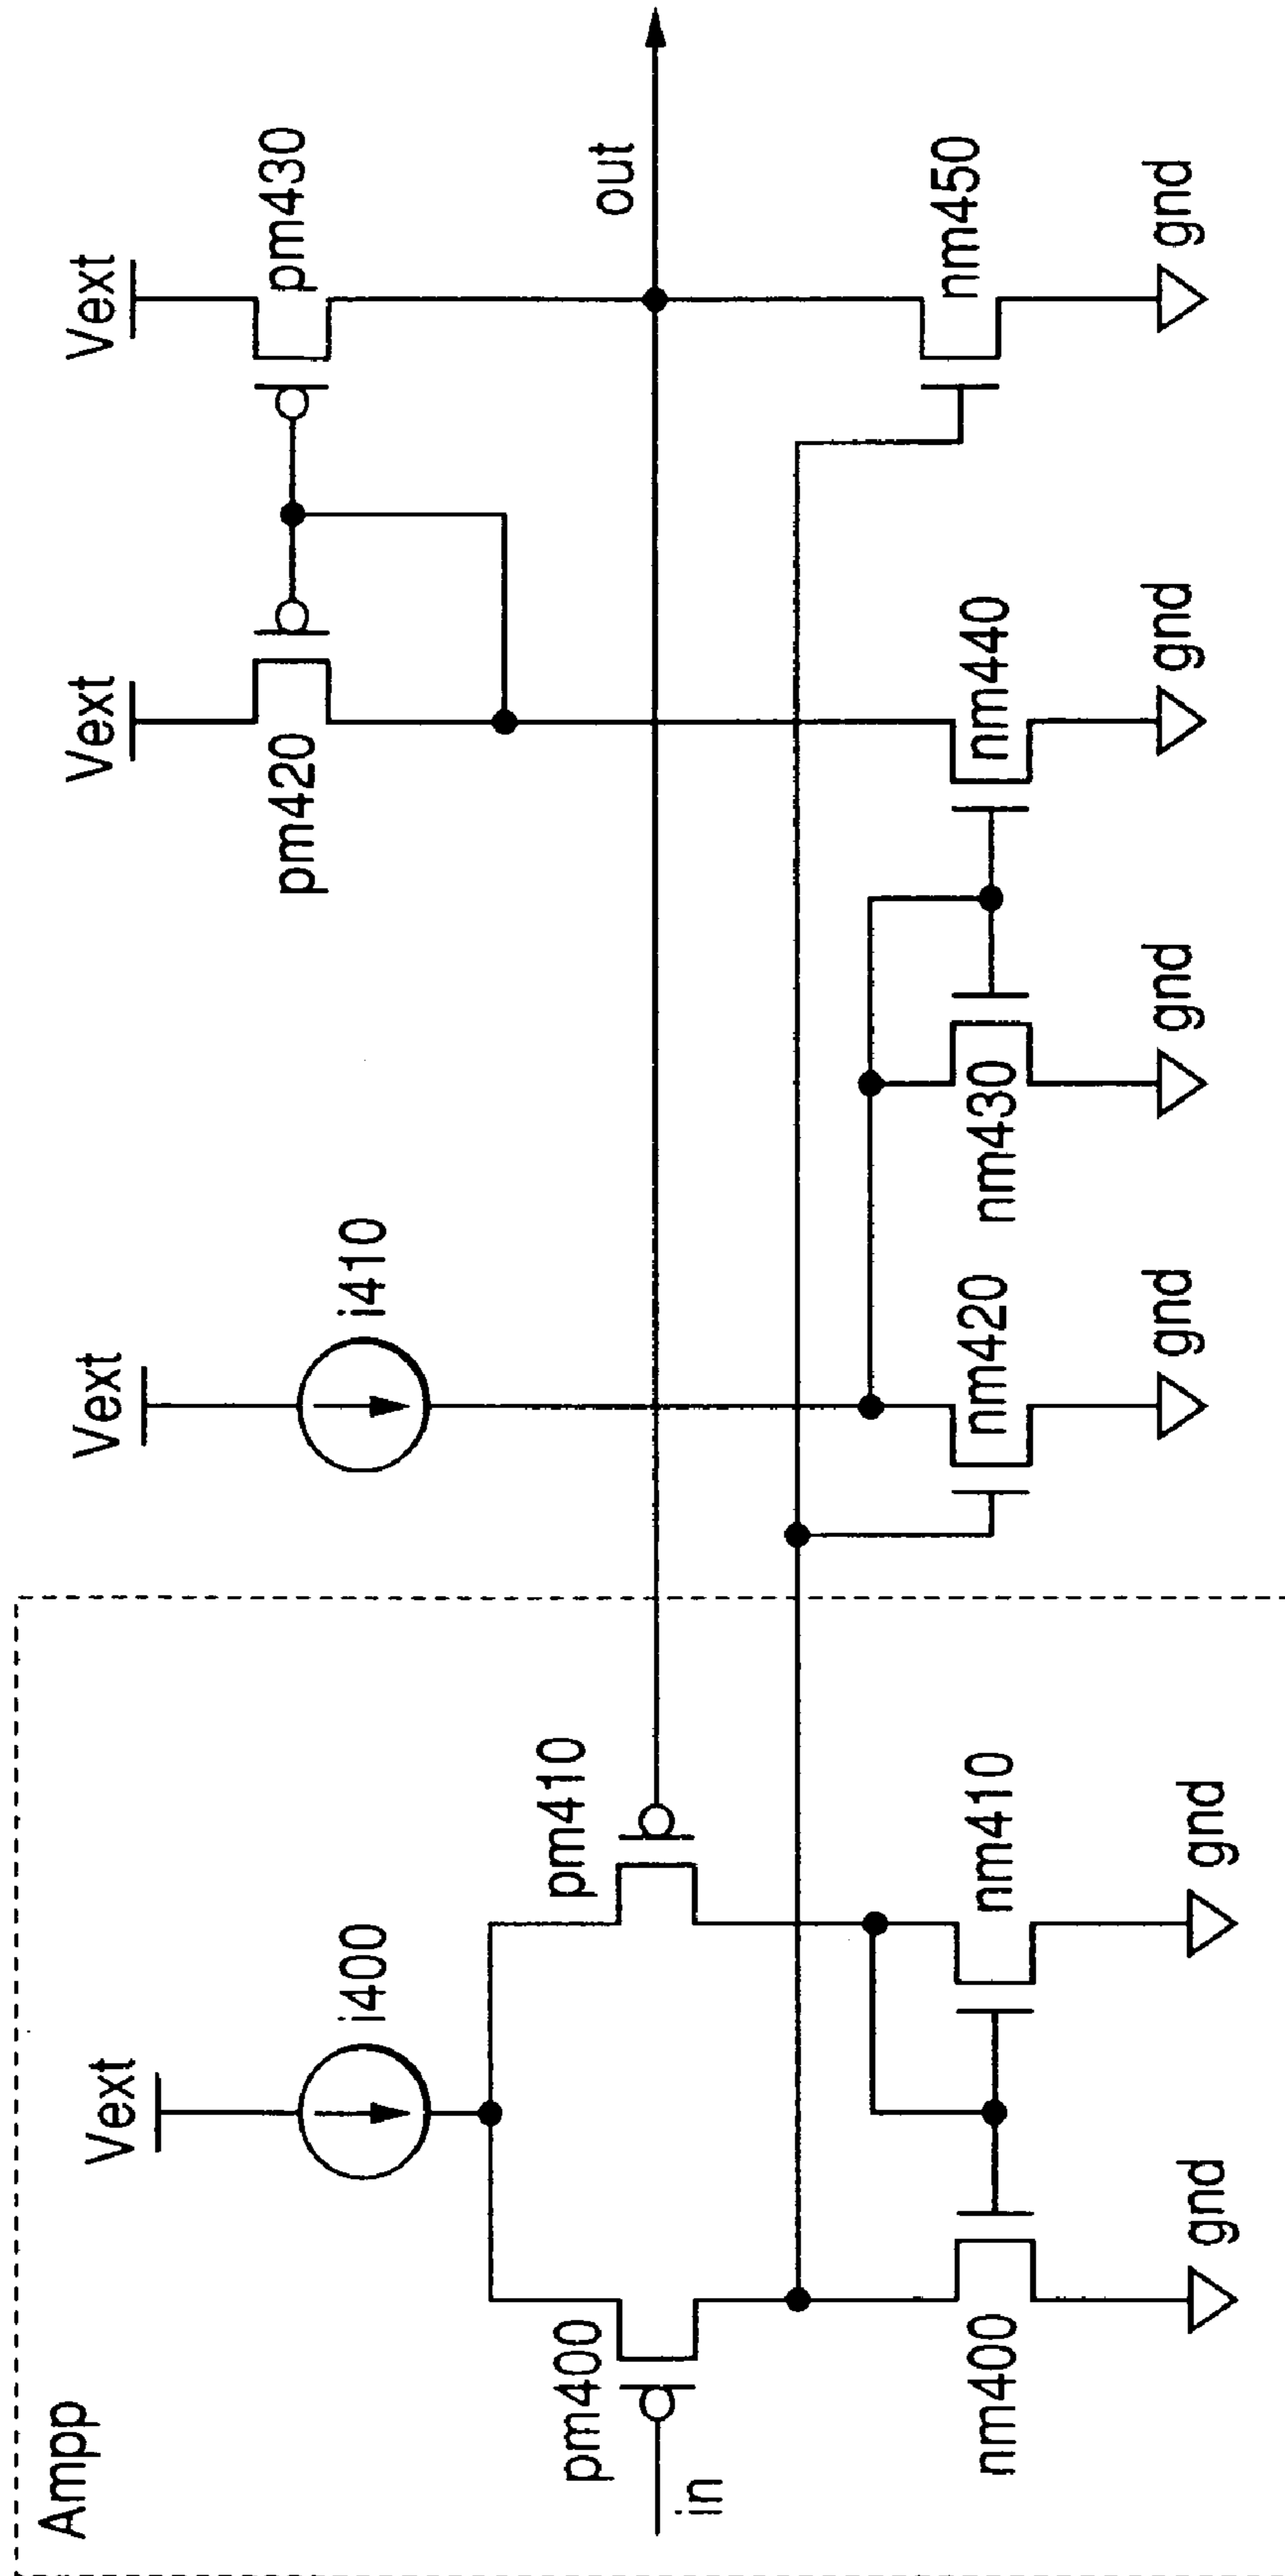 Ampp
Vext
i400
pm400
pm410
in
nm400
nm410
gnd
gnd
Vext
i410
nm420
nm430
nm440
gnd
gnd
gnd
Vext
pm420
Vext
pm430
out
nm450
gnd